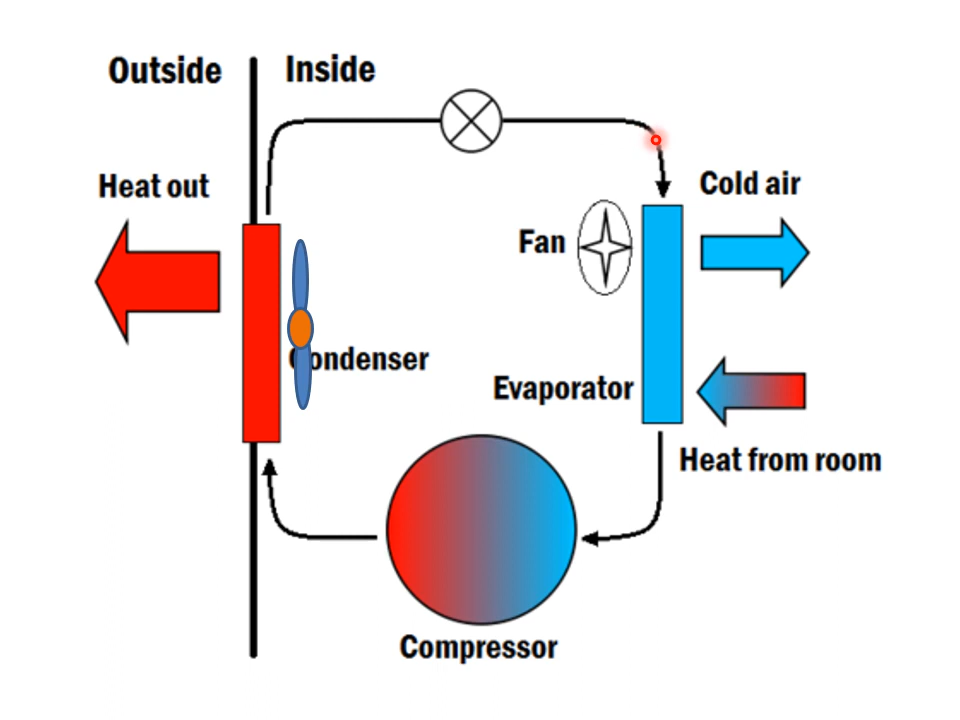 Outside
Inside
Heat out
Cold air
Fan
Condenser
Evaporator
Heat from room
Compressor